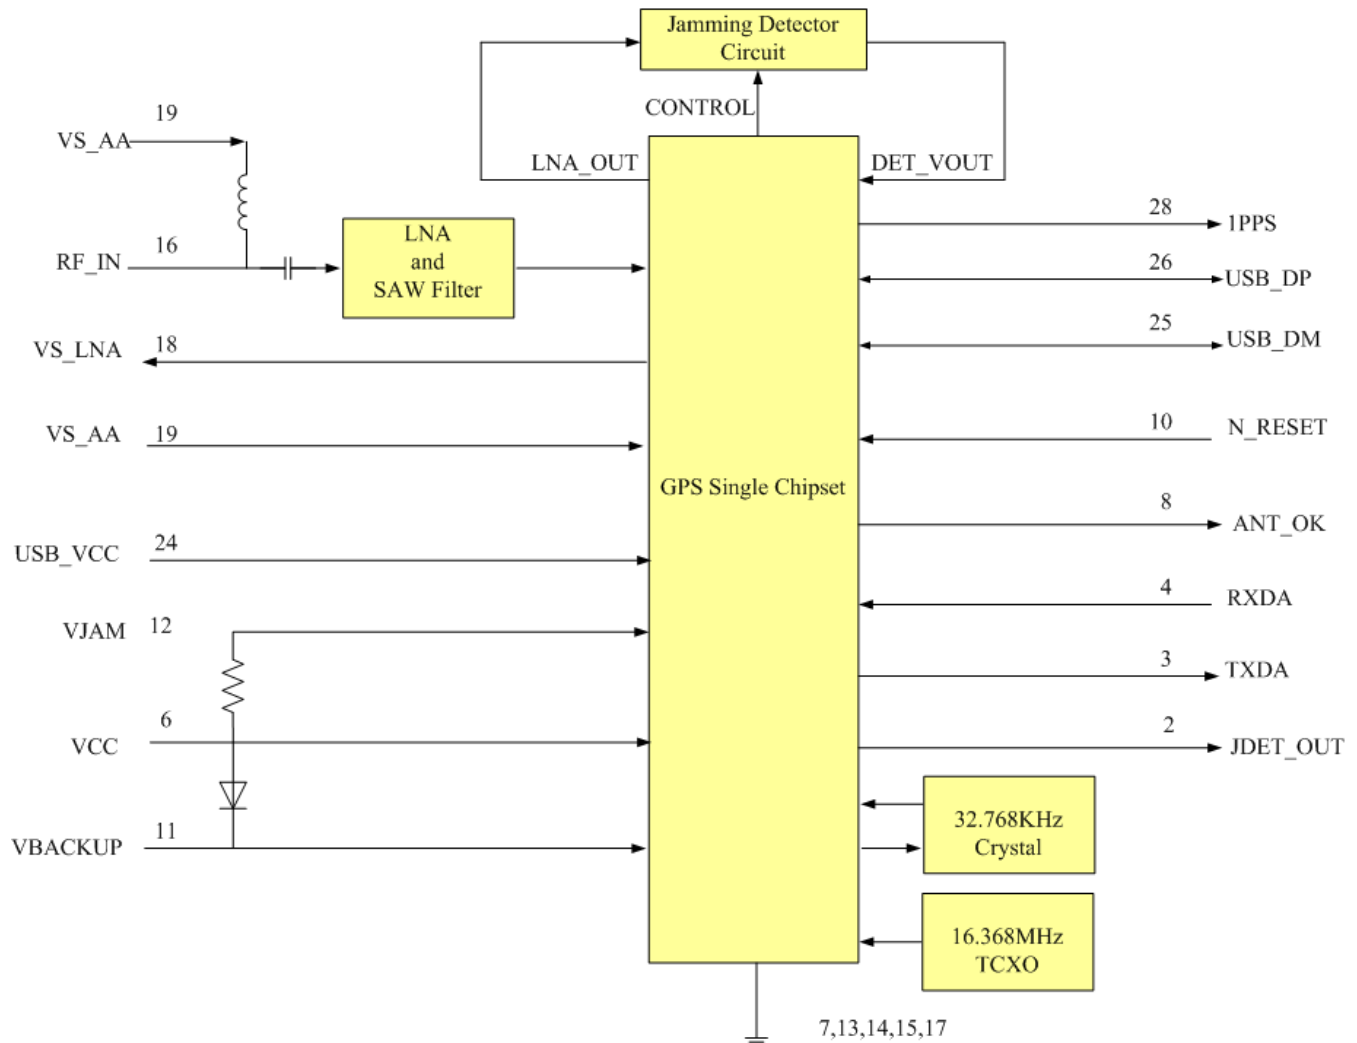 Jamming Detector
Circuit
CONTROL
LNA_OUT
DET_VOUT
19
VS_AA
16
RF_IN
LNA
and
SAW Filter
18
VS_LNA
19
VS_AA
24
USB_VCC
12
VJAM
6
VCC
11
VBACKUP
GPS Single Chipset
28
1PPS
26
USB_DP
25
USB_DM
10
N_RESET
8
ANT_OK
4
RXDA
3
TXDA
2
JDET_OUT
32.768KHz
Crystal
16.368MHz
TCXO
7,13,14,15,17